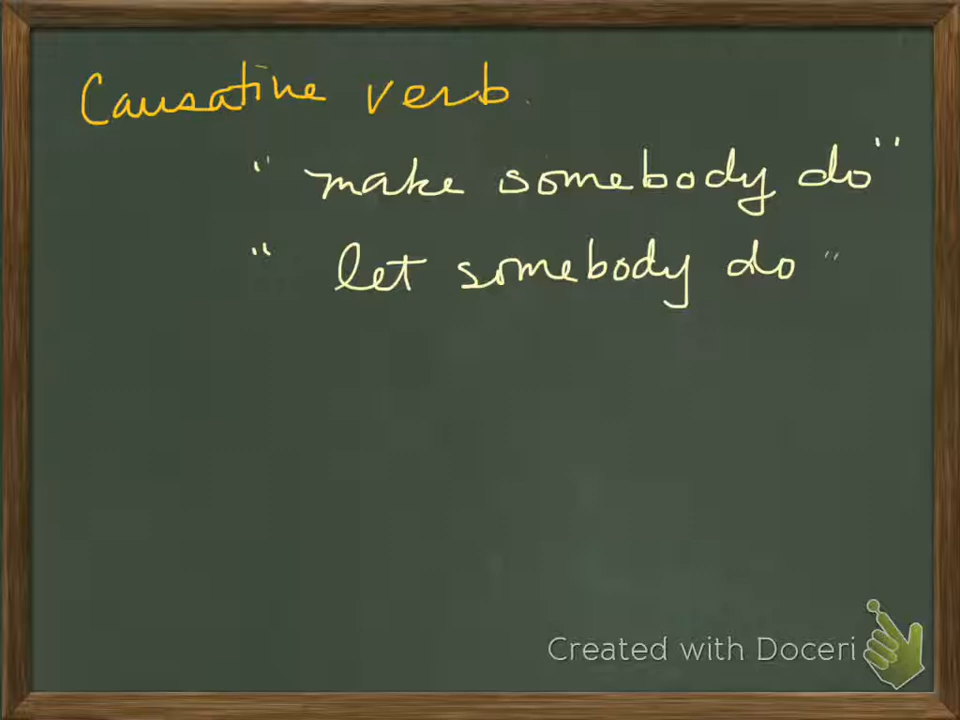 Causative verb.
" make somebody do"
" let somebody do "
Created with Doceri